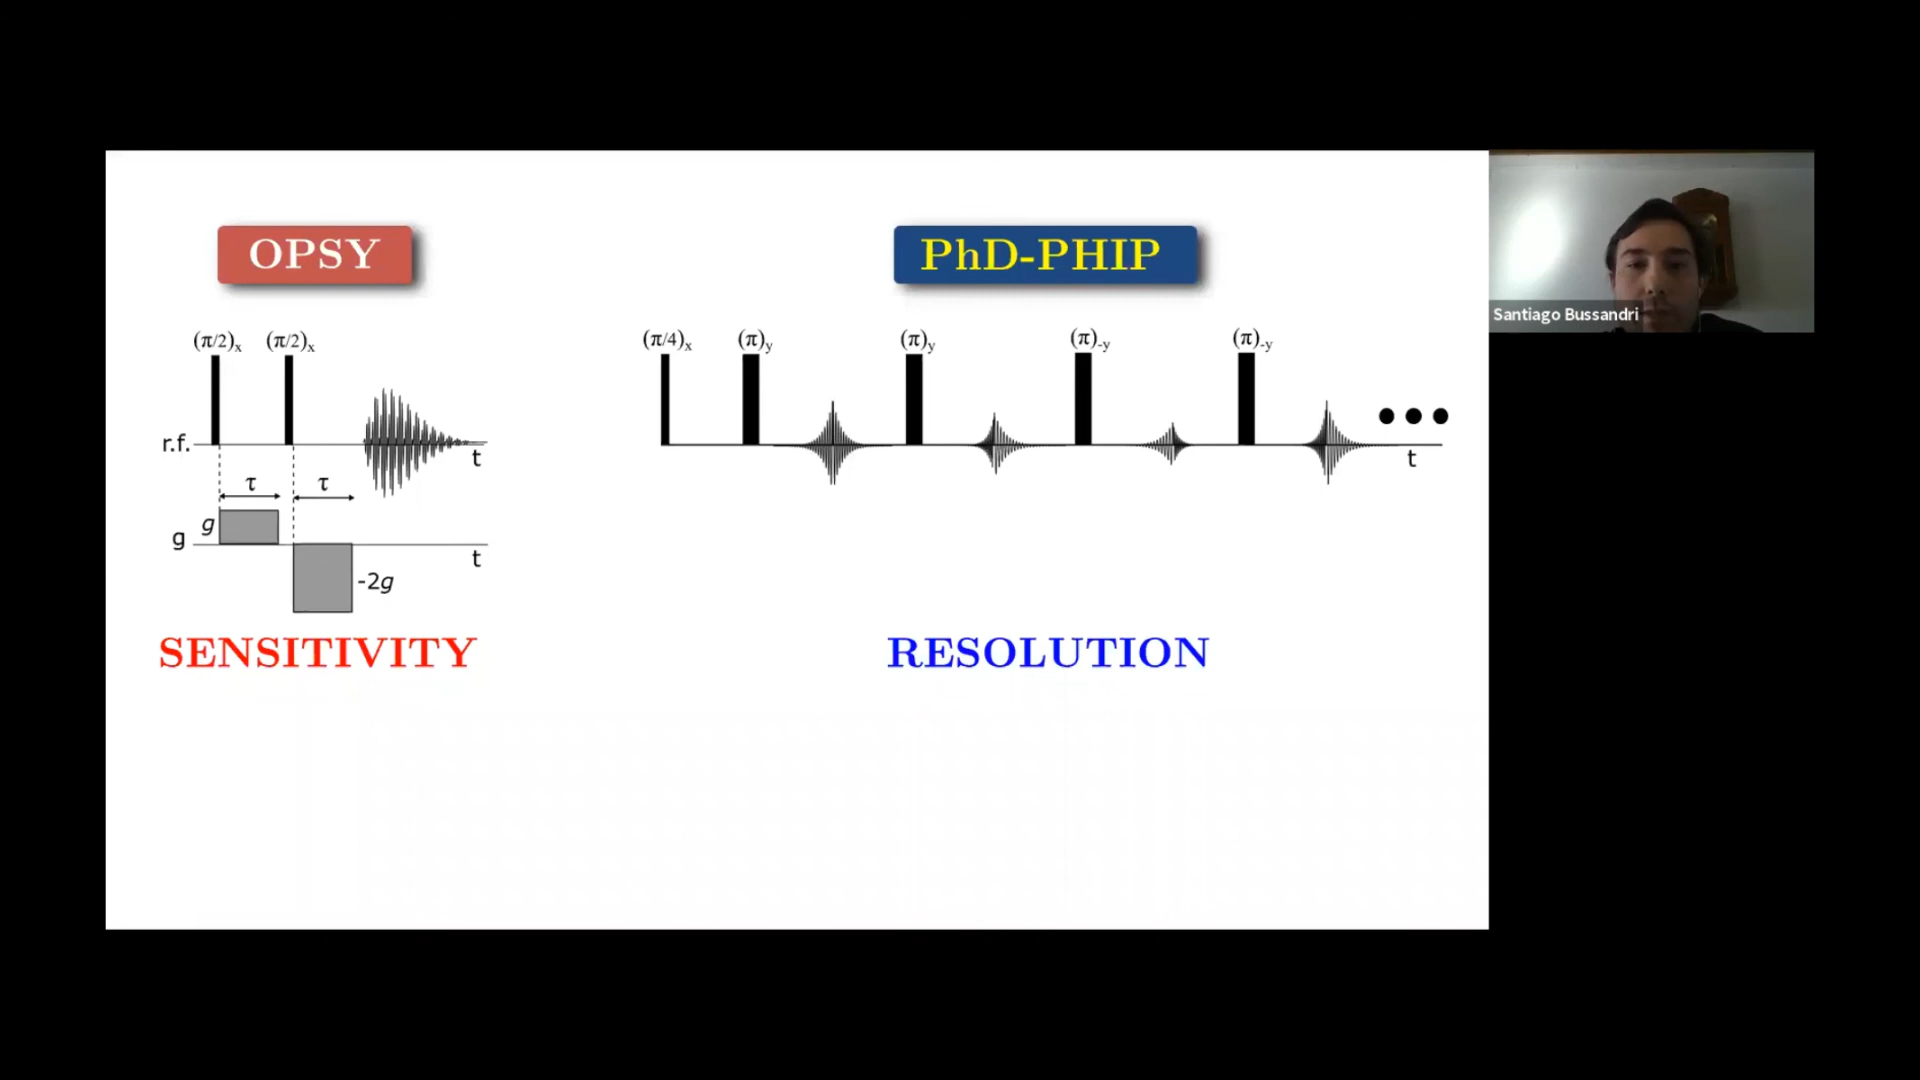 OPSY
PhD-PHIP
(π/2)x (π/2)x
(π/4)x (π)y (π)y (π)-y (π)-y
r.f.
t
t
τ τ
g
g
t
-2g
SENSITIVITY
RESOLUTION
Santiago Bussandri